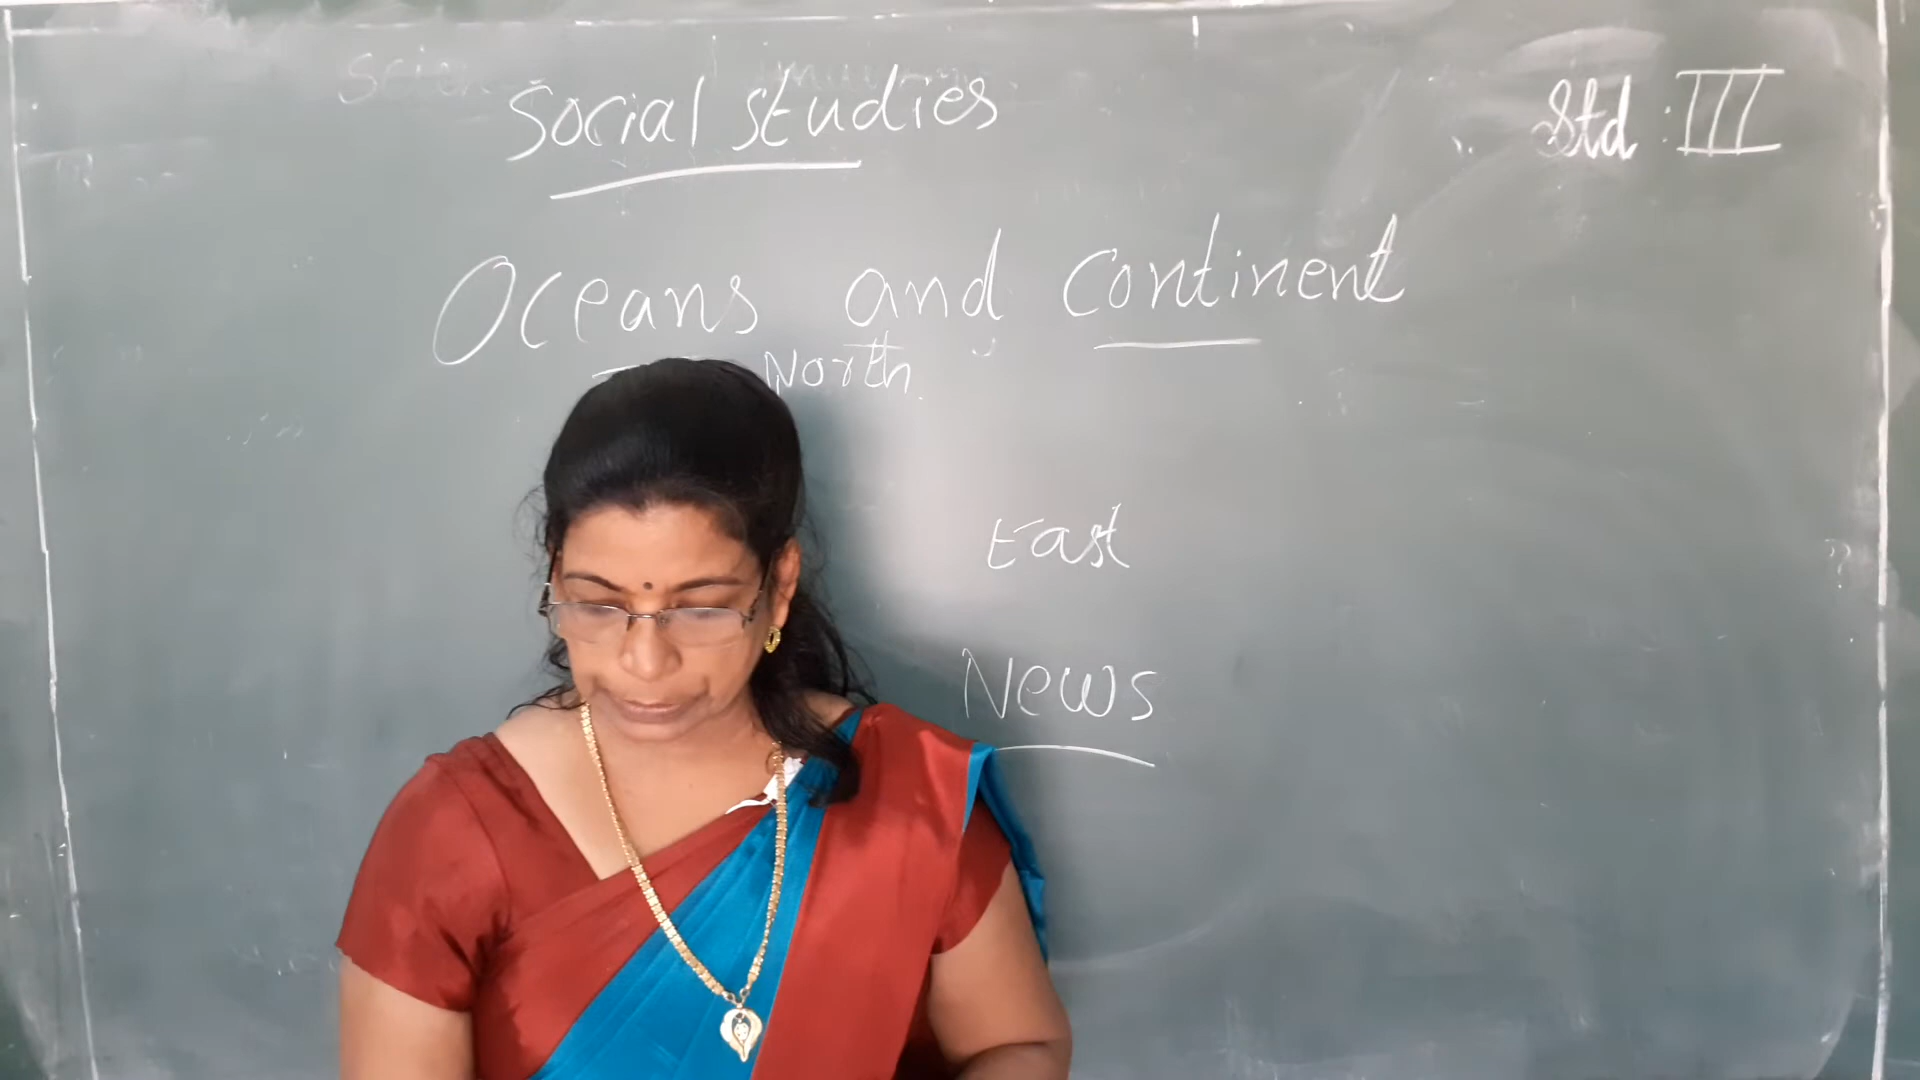 Social studies
Std : III
Oceans and continent
North
East
News